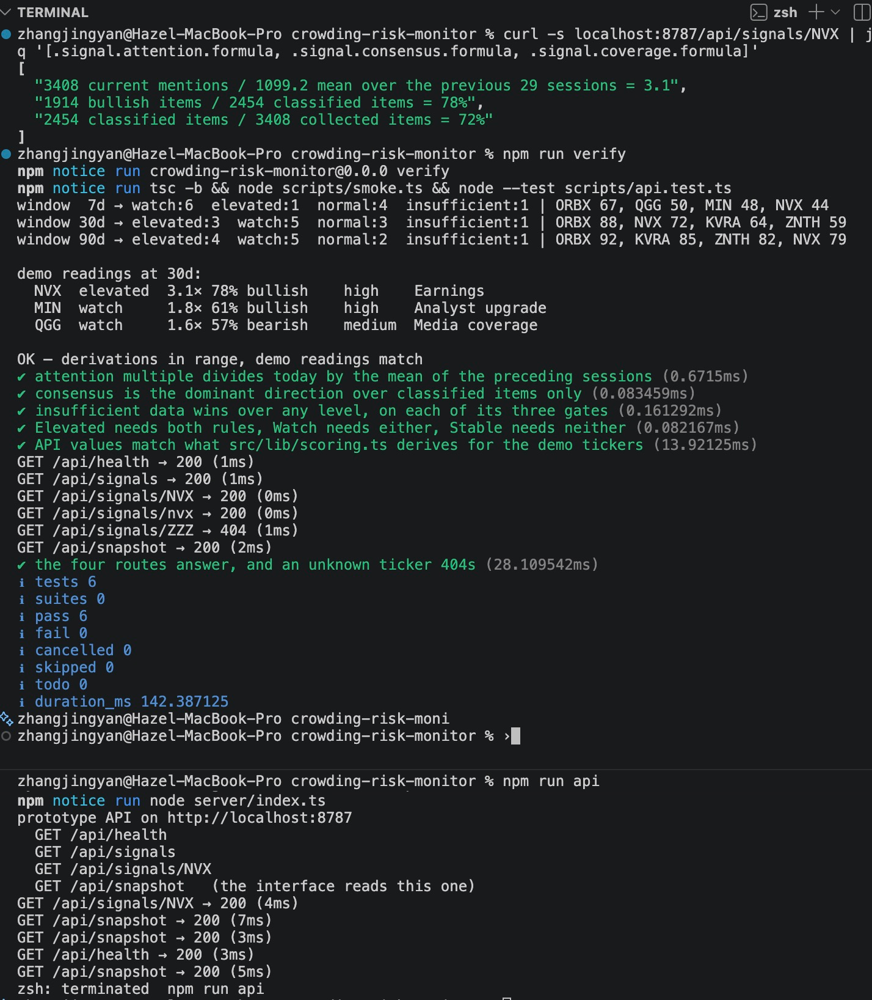 TERMINAL
zsh
zhangjingyan@Hazel-MacBook-Pro crowding-risk-monitor % curl -s localhost:8787/api/signals/NVX | j
q '[.signal.attention.formula, .signal.consensus.formula, .signal.coverage.formula]'
[
  "3408 current mentions / 1099.2 mean over the previous 29 sessions = 3.1",
  "1914 bullish items / 2454 classified items = 78%",
  "2454 classified items / 3408 collected items = 72%"
]
zhangjingyan@Hazel-MacBook-Pro crowding-risk-monitor % npm run verify
npm notice run crowding-risk-monitor@0.0.0 verify
npm notice run tsc -b && node scripts/smoke.ts && node --test scripts/api.test.ts
window  7d → watch:6  elevated:1  normal:4  insufficient:1 | ORBX 67, QGG 50, MIN 48, NVX 44
window 30d → elevated:3  watch:5  normal:3  insufficient:1 | ORBX 88, NVX 72, KVRA 64, ZNTH 59
window 90d → elevated:4  watch:5  normal:2  insufficient:1 | ORBX 92, KVRA 85, ZNTH 82, NVX 79
demo readings at 30d:
  NVX  elevated  3.1× 78% bullish    high    Earnings
  MIN  watch     1.8× 61% bullish    high    Analyst upgrade
  QGG  watch     1.6× 57% bearish    medium  Media coverage
OK — derivations in range, demo readings match
✔ attention multiple divides today by the mean of the preceding sessions (0.6715ms)
✔ consensus is the dominant direction over classified items only (0.083459ms)
✔ insufficient data wins over any level, on each of its three gates (0.161292ms)
✔ Elevated needs both rules, Watch needs either, Stable needs neither (0.082167ms)
✔ API values match what src/lib/scoring.ts derives for the demo tickers (13.92125ms)
GET /api/health → 200 (1ms)
GET /api/signals → 200 (1ms)
GET /api/signals/NVX → 200 (0ms)
GET /api/signals/nvx → 200 (0ms)
GET /api/signals/ZZZ → 404 (1ms)
GET /api/snapshot → 200 (2ms)
✔ the four routes answer, and an unknown ticker 404s (28.109542ms)
ℹ tests 6
ℹ suites 0
ℹ pass 6
ℹ fail 0
ℹ cancelled 0
ℹ skipped 0
ℹ todo 0
ℹ duration_ms 142.387125
zhangjingyan@Hazel-MacBook-Pro crowding-risk-moni
zhangjingyan@Hazel-MacBook-Pro crowding-risk-monitor % ›
zhangjingyan@Hazel-MacBook-Pro crowding-risk-monitor % npm run api
npm notice run node server/index.ts
prototype API on http://localhost:8787
  GET /api/health
  GET /api/signals
  GET /api/signals/NVX
  GET /api/snapshot   (the interface reads this one)
GET /api/signals/NVX → 200 (4ms)
GET /api/snapshot → 200 (7ms)
GET /api/snapshot → 200 (3ms)
GET /api/health → 200 (3ms)
GET /api/snapshot → 200 (5ms)
zsh: terminated  npm run api